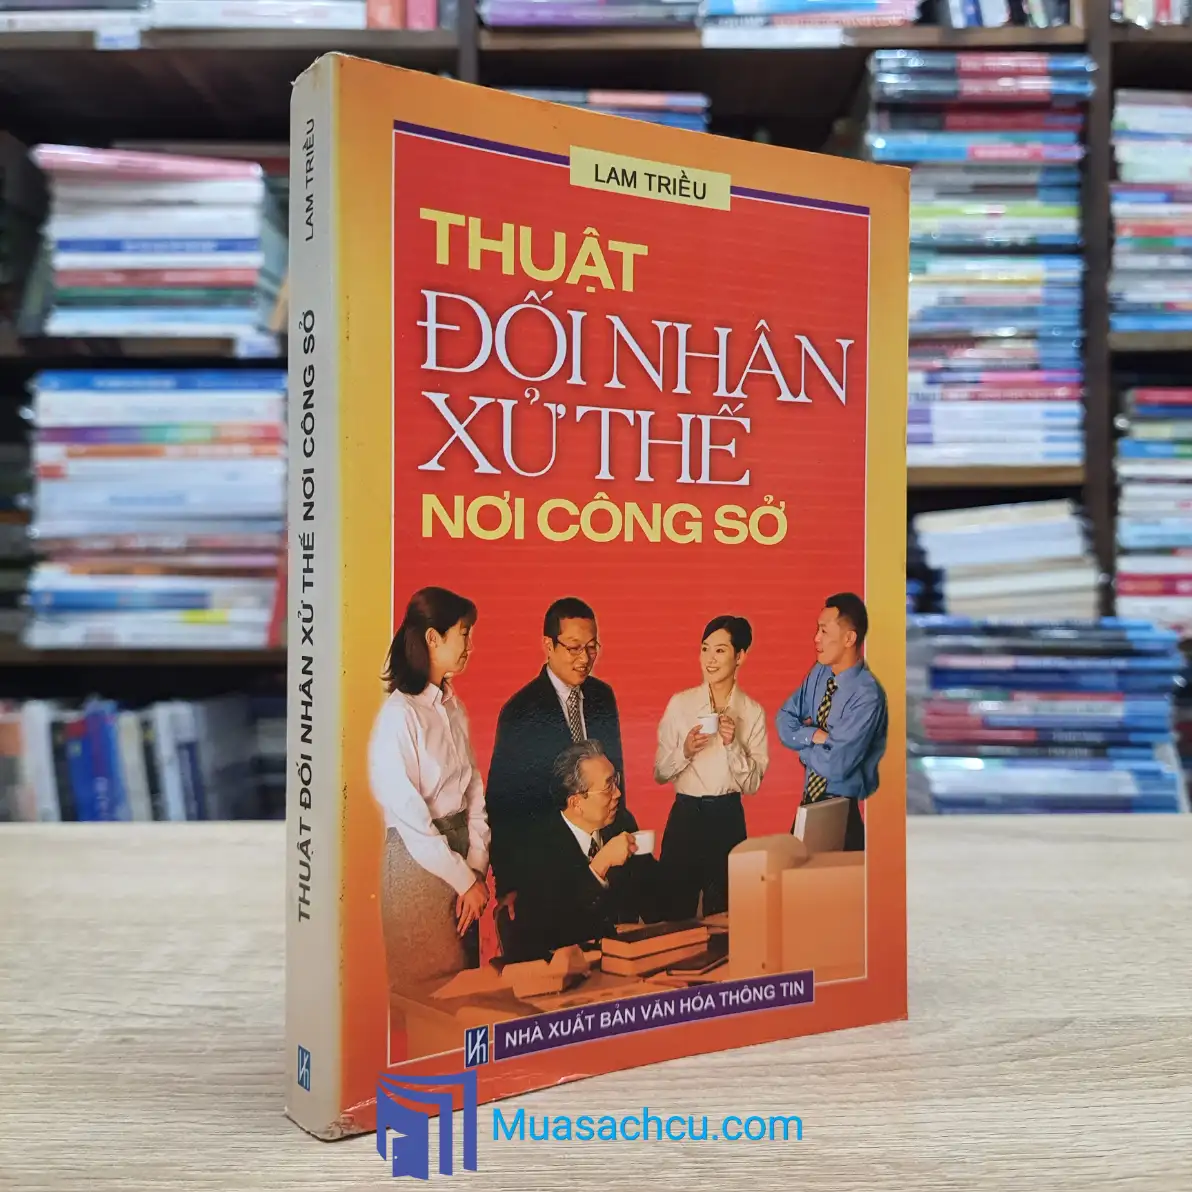 LAM TRIỀU
THUẬT
ĐỐI NHÂN
XỬ THẾ
NƠI CÔNG SỞ
NHÀ XUẤT BẢN VĂN HÓA THÔNG TIN
THUẬT ĐỐI NHÂN XỬ THẾ NƠI CÔNG SỞ LAM TRIỀU
Muasachcu.com